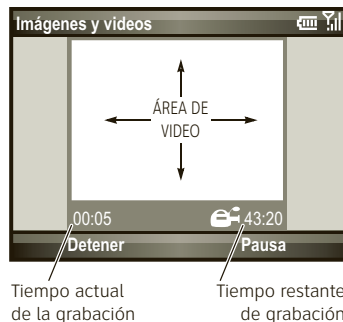 Imágenes y videos
ÁREA DE
VIDEO
00:05
43:20
Detener
Pausa
Tiempo actual
de la grabación
Tiempo restante
de grabación